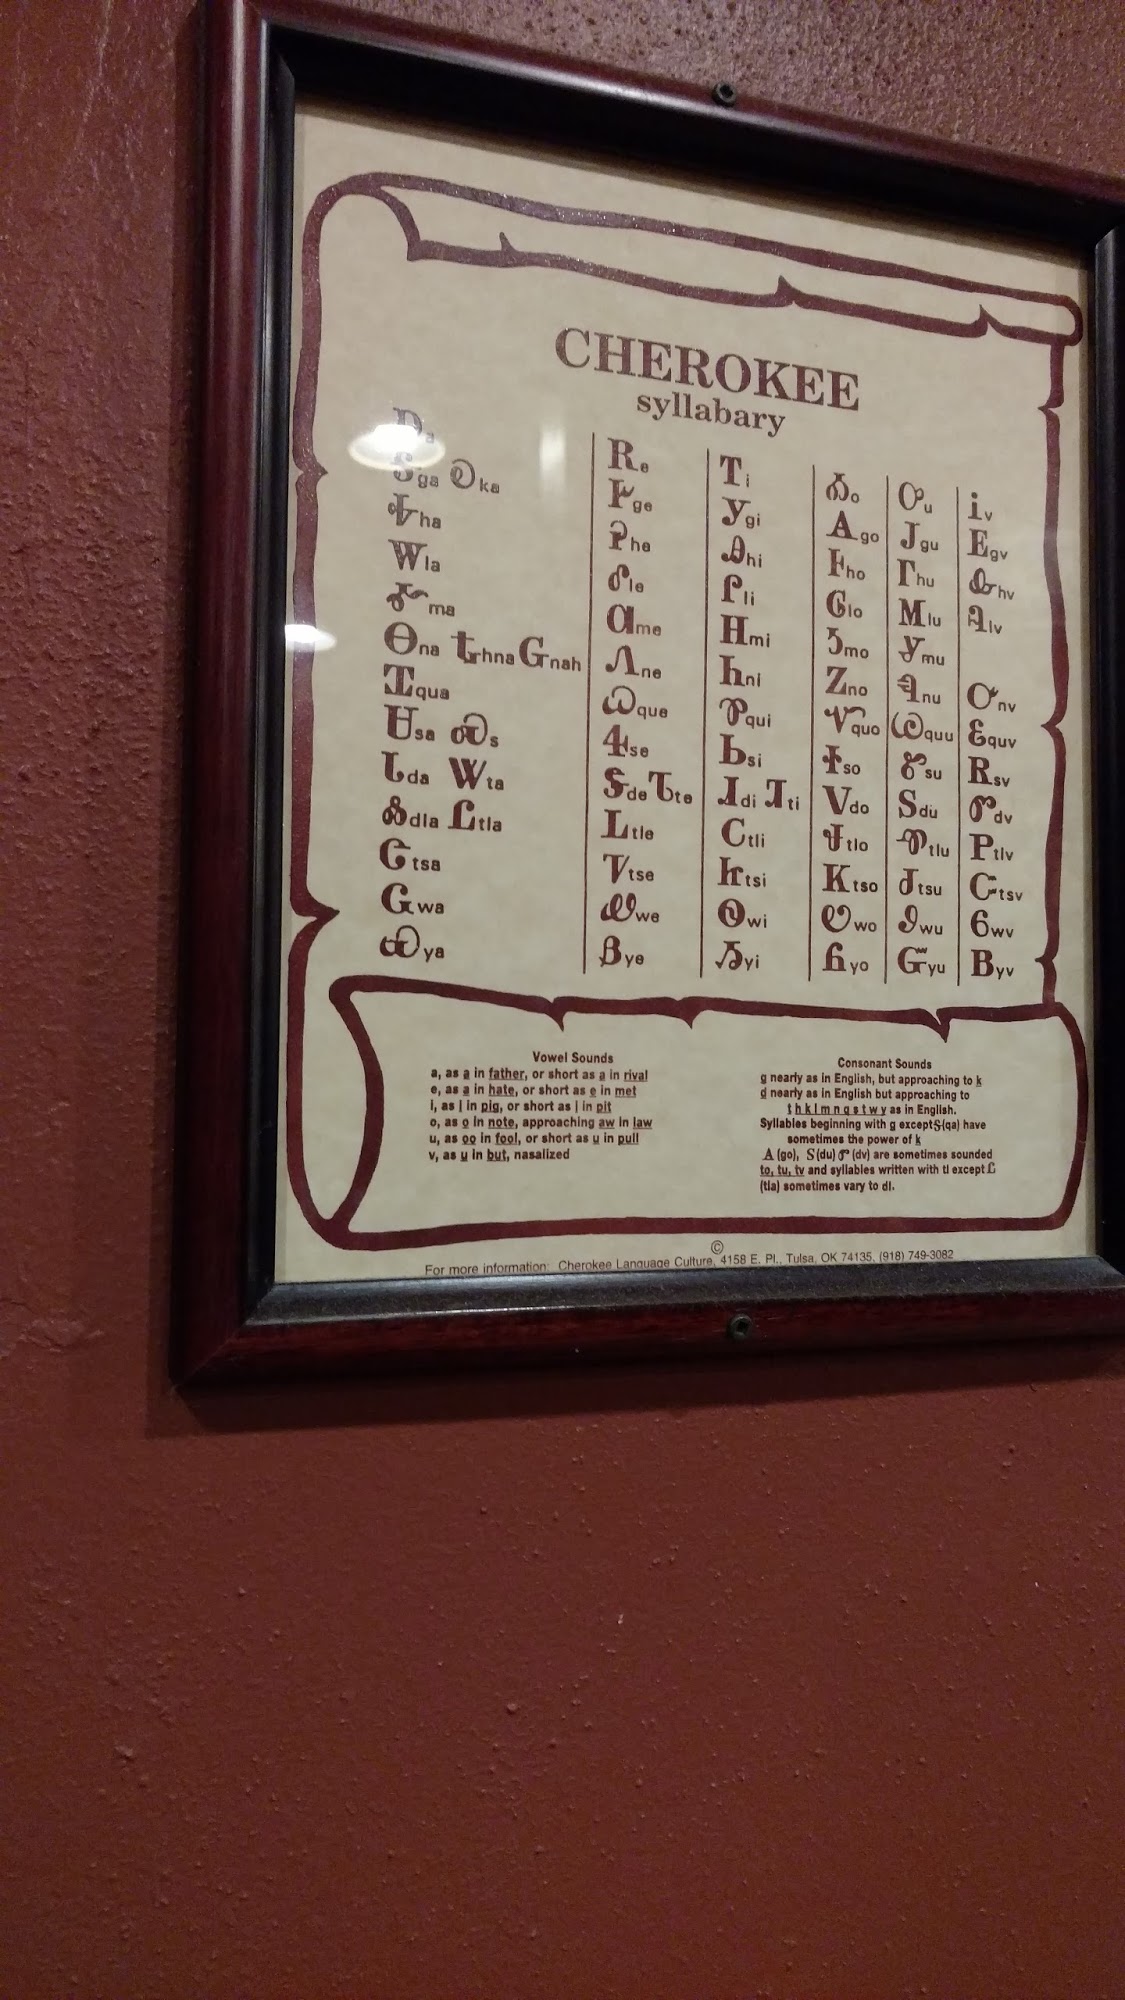 CHEROKEE
syllabary
Ꭰa Ꭱe Ꭲi Ꭳo Ꭴu Ꭵv
Ꭶga Ꭷka Ꭸge Ꭹgi Ꭺgo Ꭻgu Ꭼgv
Ꭽha Ꭾhe Ꭿhi Ꮀho Ꮁhu Ꮂhv
Ꮃla Ꮄle Ꮅli Ꮆlo Ꮇlu Ꮈlv
Ꮉma Ꮊme Ꮋmi Ꮌmo Ꮍmu
Ꮎna Ꮏhna Ꮐnah Ꮑne Ꮒni Ꮓno Ꮔnu Ꮕnv
Ꮖqua Ꮗque Ꮘqui Ꮙquo Ꮚquu Ꮛquv
Ꮜsa Ꮝs Ꮞse Ꮟsi Ꮠso Ꮡsu Ꮢsv
Ꮣda Ꮤta Ꮥde Ꮦte Ꮧdi Ꮨti Ꮩdo Ꮪdu Ꮫdv
Ꮬdla Ꮭtla Ꮮtle Ꮯtli Ꮰtlo Ꮱtlu Ꮲtlv
Ꮳtsa Ꮴtse Ꮵtsi Ꮶtso Ꮷtsu Ꮸtsv
Ꮹwa Ꮺwe Ꮻwi Ꮼwo Ꮽwu Ꮾwv
Ꮿya Ᏸye Ᏹyi Ᏺyo Ᏻyu Ᏼyv
Vowel Sounds
a, as a in father, or short as a in rival
e, as a in hate, or short as e in met
i, as i in pig, or short as i in pit
o, as o in note, approaching aw in law
u, as oo in fool, or short as u in pull
v, as u in but, nasalized
Consonant Sounds
g nearly as in English, but approaching to k
d nearly as in English but approaching to
t h k l m n q s t w y as in English.
Syllables beginning with g except Ꭶ(qa) have
sometimes the power of k
Ꭺ (go), Ꮪ(du) Ꮫ (dv) are sometimes sounded
to, tu, tv and syllables written with tl except Ꮭ
(tla) sometimes vary to dl.
©
For more information: Cherokee Language Culture, 4158 E. Pl., Tulsa, OK 74135, (918) 749-3082